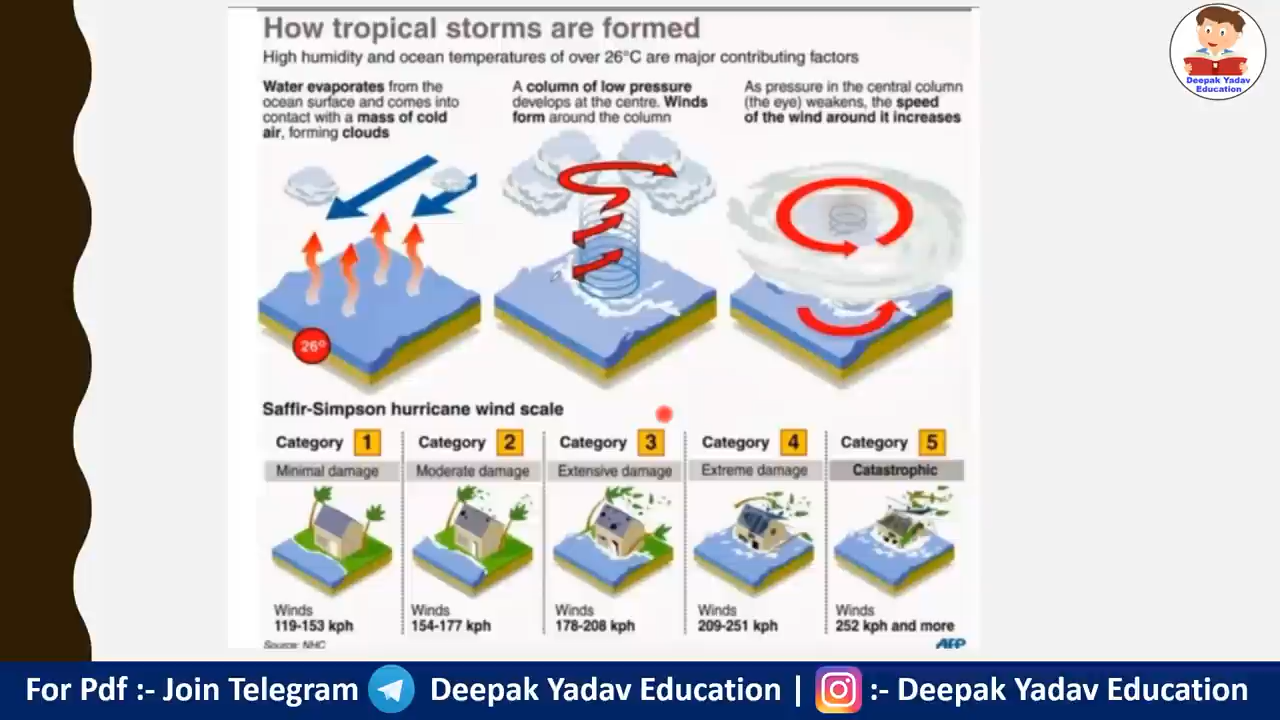 How tropical storms are formed
High humidity and ocean temperatures of over 26°C are major contributing factors
Water evaporates from the
ocean surface and comes into
contact with a mass of cold
air, forming clouds
A column of low pressure
develops at the centre. Winds
form around the column
As pressure in the central column
(the eye) weakens, the speed
of the wind around it increases
26°
Saffir-Simpson hurricane wind scale
Category 1
Minimal damage
Winds
119-153 kph
Category 2
Moderate damage
Winds
154-177 kph
Category 3
Extensive damage
Winds
178-208 kph
Category 4
Extreme damage
Winds
209-251 kph
Category 5
Catastrophic
Winds
252 kph and more
Source: NHC
AFP
Deepak Yadav
Education
For Pdf :- Join Telegram Deepak Yadav Education | :- Deepak Yadav Education